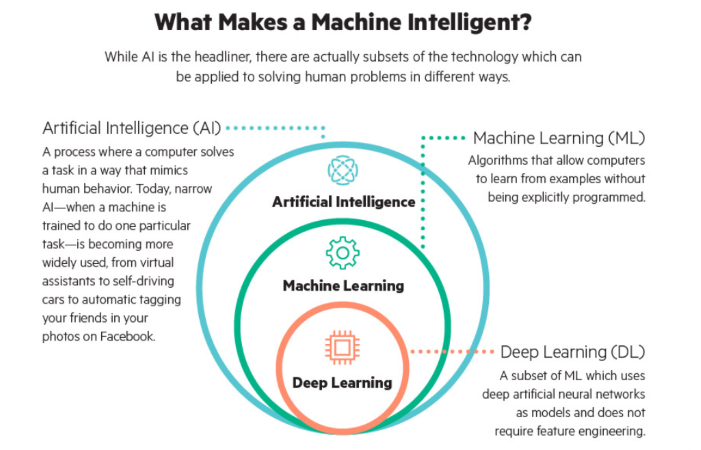 What Makes a Machine Intelligent?
While AI is the headliner, there are actually subsets of the technology which can
be applied to solving human problems in different ways.
Artificial Intelligence (AI)
A process where a computer solves
a task in a way that mimics
human behavior. Today, narrow
AI—when a machine is
trained to do one particular
task—is becoming more
widely used, from virtual
assistants to self-driving
cars to automatic tagging
your friends in your
photos on Facebook.
Artificial Intelligence
Machine Learning
Deep Learning
Machine Learning (ML)
Algorithms that allow computers
to learn from examples without
being explicitly programmed.
Deep Learning (DL)
A subset of ML which uses
deep artificial neural networks
as models and does not
require feature engineering.